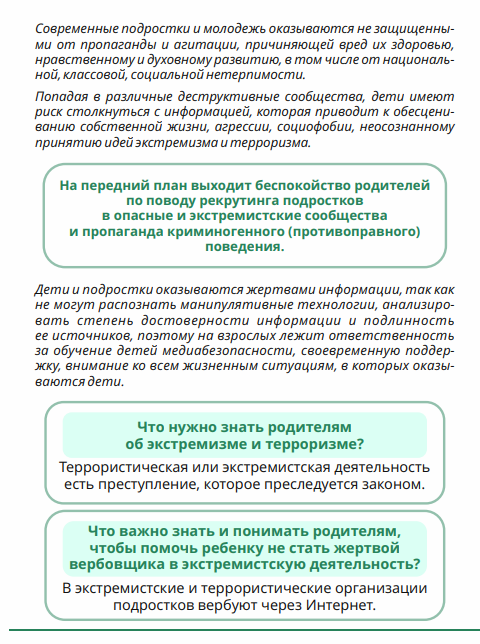 Современные подростки и молодежь оказываются не защищенны-
ми от пропаганды и агитации, причиняющей вред их здоровью,
нравственному и духовному развитию, в том числе от националь-
ной, классовой, социальной нетерпимости.
Попадая в различные деструктивные сообщества, дети имеют
риск столкнуться с информацией, которая приводит к обесцени-
ванию собственной жизни, агрессии, социофобии, неосознанному
принятию идей экстремизма и терроризма.
На передний план выходит беспокойство родителей
по поводу рекрутинга подростков
в опасные и экстремистские сообщества
и пропаганда криминогенного (противоправного)
поведения.
Дети и подростки оказываются жертвами информации, так как
не могут распознать манипулятивные технологии, анализиро-
вать степень достоверности информации и подлинность
ее источников, поэтому на взрослых лежит ответственность
за обучение детей медиабезопасности, своевременную поддер-
жку, внимание ко всем жизненным ситуациям, в которых оказы-
ваются дети.
Что нужно знать родителям
об экстремизме и терроризме?
Террористическая или экстремистская деятельность
есть преступление, которое преследуется законом.
Что важно знать и понимать родителям,
чтобы помочь ребенку не стать жертвой
вербовщика в экстремистскую деятельность?
В экстремистские и террористические организации
подростков вербуют через Интернет.